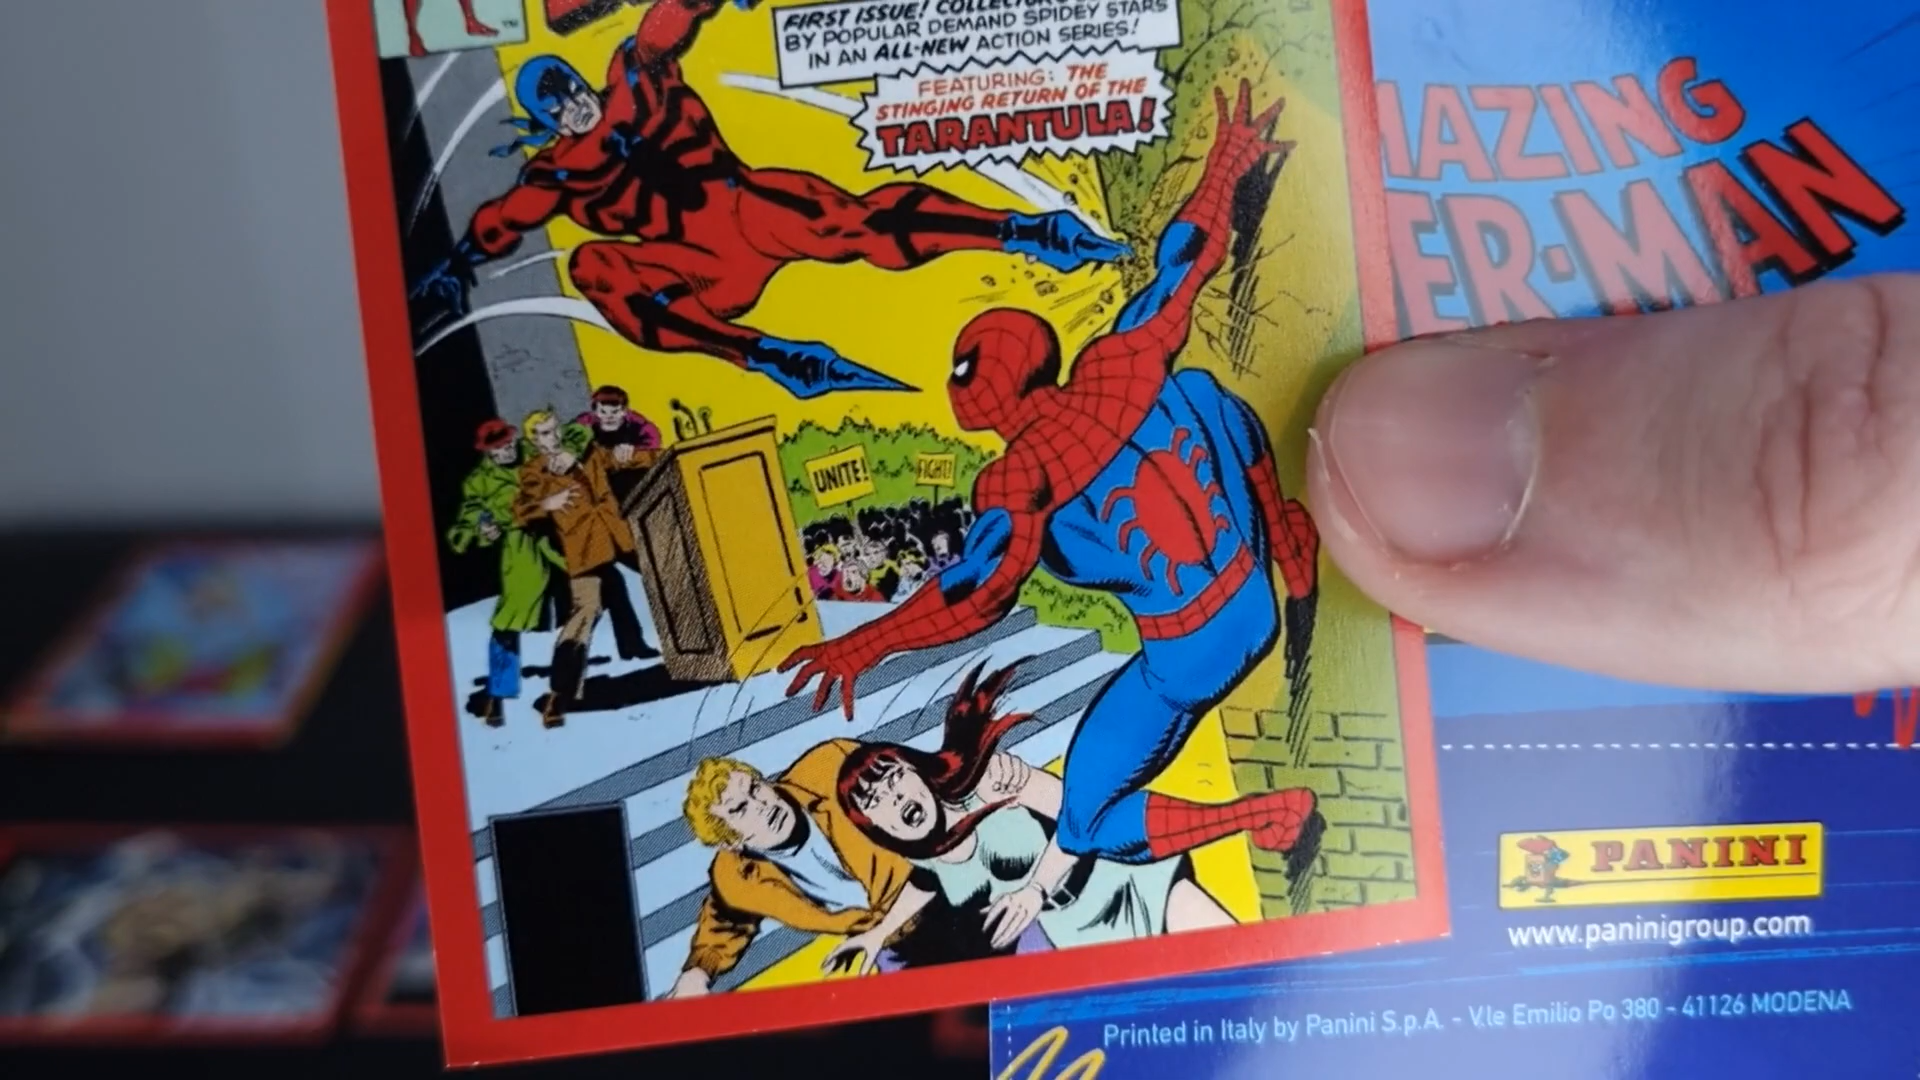 TM
FIRST ISSUE! COLLECTOR'S
BY POPULAR DEMAND SPIDEY STARS
IN AN ALL-NEW ACTION SERIES!
FEATURING: THE
STINGING RETURN OF THE
TARANTULA!
UNITE!
FIGHT!
MAZING
ER-MAN
PANINI
www.paninigroup.com
Printed in Italy by Panini S.p.A. - V.le Emilio Po 380 - 41126 MODENA